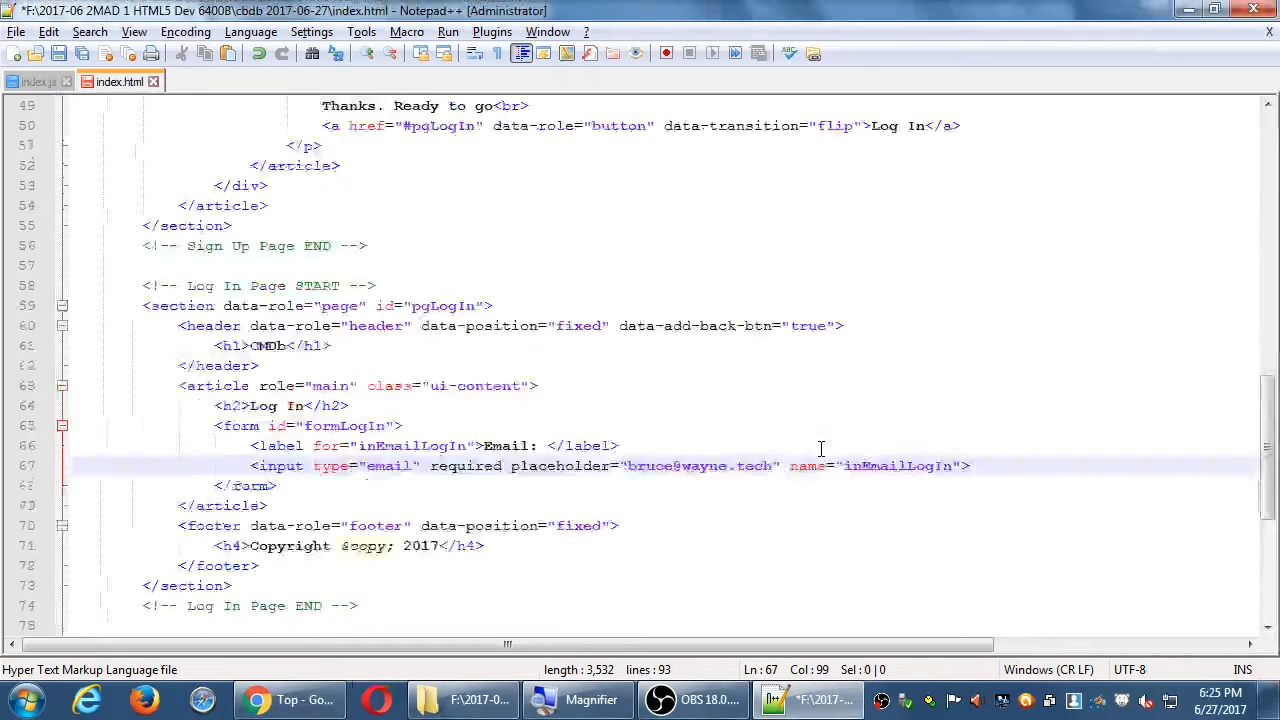 *F:\2017-06 2MAD 1 HTML5 Dev 64008\cbdb 2017-06-27\index.html - Notepad++ [Administrator]
File Edit Search View Encoding Language Settings Tools Macro Run Plugins Window ? X
index.js index.html
49 Thanks. Ready to go<br>
50 <a href="#pgLogIn" data-role="button" data-transition="flip">Log In</a>
51 </p>
52 </article>
53 </div>
54 </article>
55 </section>
56 <!-- Sign Up Page END -->
57
58 <!-- Log In Page START -->
59 <section data-role="page" id="pgLogIn">
60 <header data-role="header" data-position="fixed" data-add-back-btn="true">
61 <h1>CMDb</h1>
62 </header>
63 <article role="main" class="ui-content">
64 <h2>Log In</h2>
65 <form id="formLogIn">
66 <label for="inEmailLogIn">Email: </label>
67 <input type="email" required placeholder="bruce@wayne.tech" name="inEmailLogIn">
68 </form>
69 </article>
70 <footer data-role="footer" data-position="fixed">
71 <h4>Copyright &copy; 2017</h4>
72 </footer>
73 </section>
74 <!-- Log In Page END -->
Hyper Text Markup Language file length : 3,532 lines : 93 Ln : 67 Col : 99 Sel : 0 | 0 Windows (CR LF) UTF-8 INS
Top - Go... F:\2017-0... Magnifier OBS 18.0.... *F:\2017-... 6:25 PM
6/27/2017